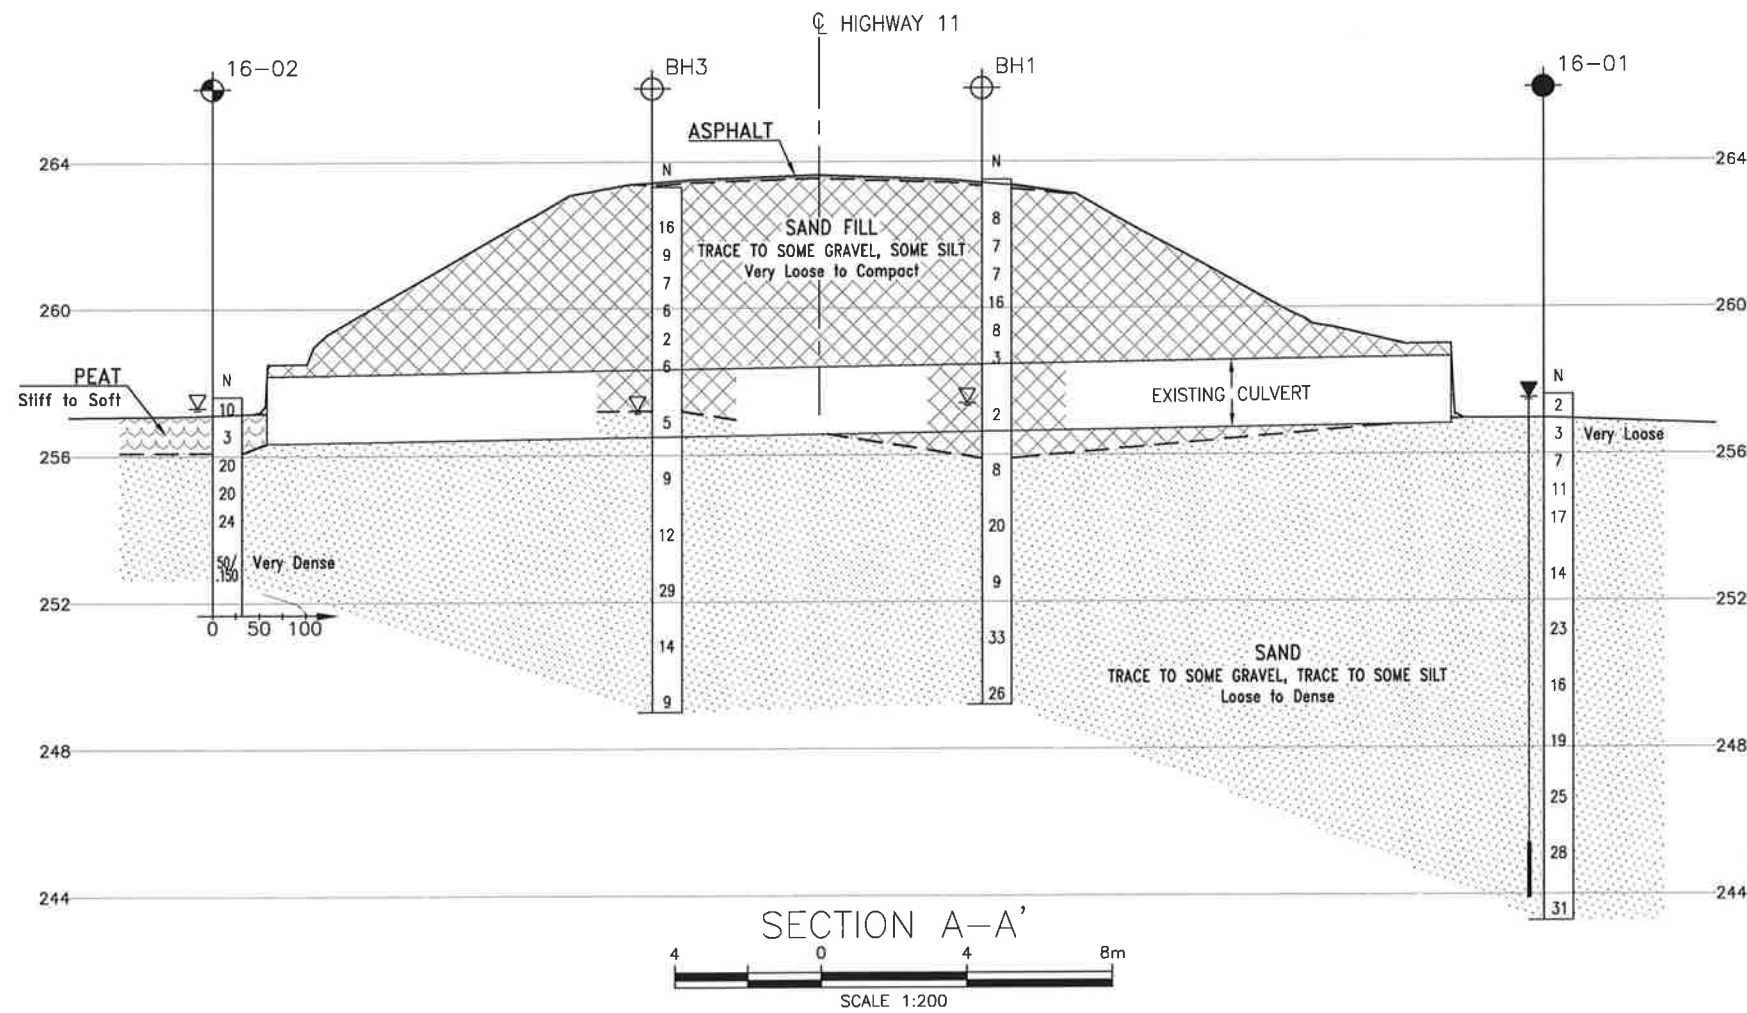 ℄ HIGHWAY 11
16-02
BH3
BH1
16-01
ASPHALT
264
264
N
N
SAND FILL
TRACE TO SOME GRAVEL, SOME SILT
Very Loose to Compact
16
9
7
6
2
6
5
9
12
29
14
9
8
7
7
16
8
3
2
8
20
9
33
26
260
260
PEAT
Stiff to Soft
N
10
3
20
20
24
50/
.150
Very Dense
EXISTING CULVERT
N
2
3
7
11
17
14
23
16
19
25
28
31
Very Loose
256
256
252
252
0 50 100
SAND
TRACE TO SOME GRAVEL, TRACE TO SOME SILT
Loose to Dense
248
248
244
244
SECTION A-A'
4 0 4 8m
SCALE 1:200